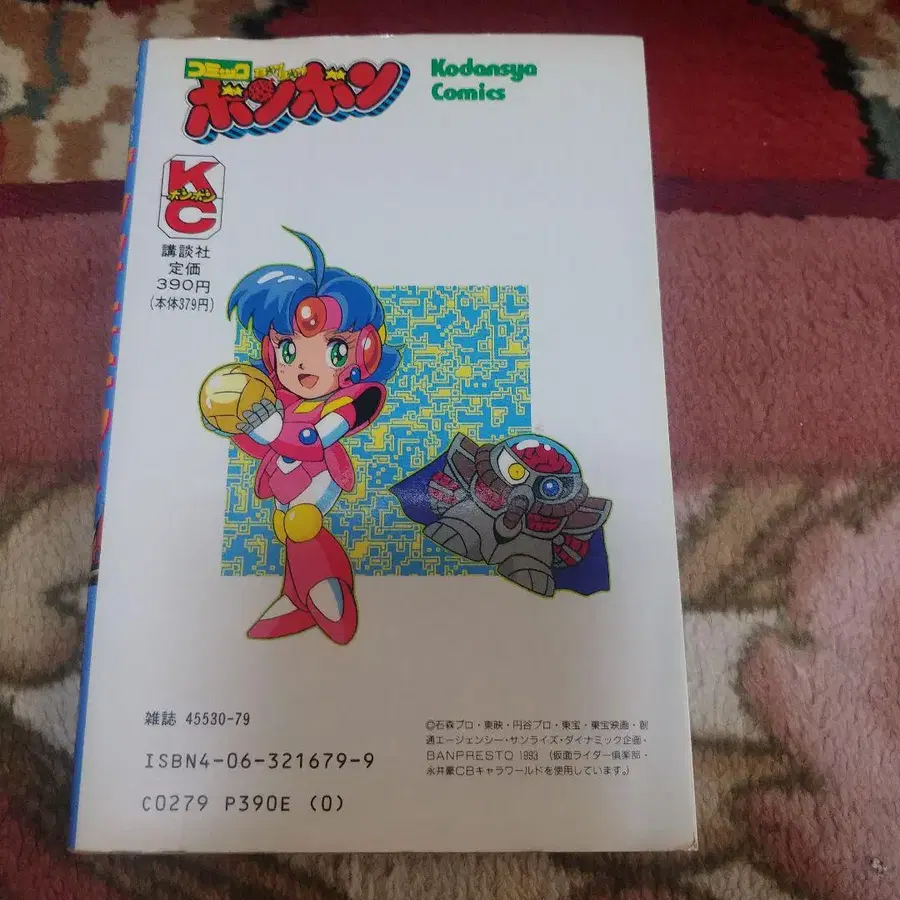 コミック
ボンボン
Kodansya
Comics
K
ボンボン
C
講談社
定価
390円
(本体379円)
雑誌 45530-79
ISBN4-06-321679-9
C0279 P390E (0)
©石森プロ・東映・円谷プロ・東宝・東宝映画・創
通エージェンシー・サンライズ・ダイナミック企画・
BANPRESTO 1993 (仮面ライダー倶楽部・
永井豪CBキャラワールドを使用しています。)